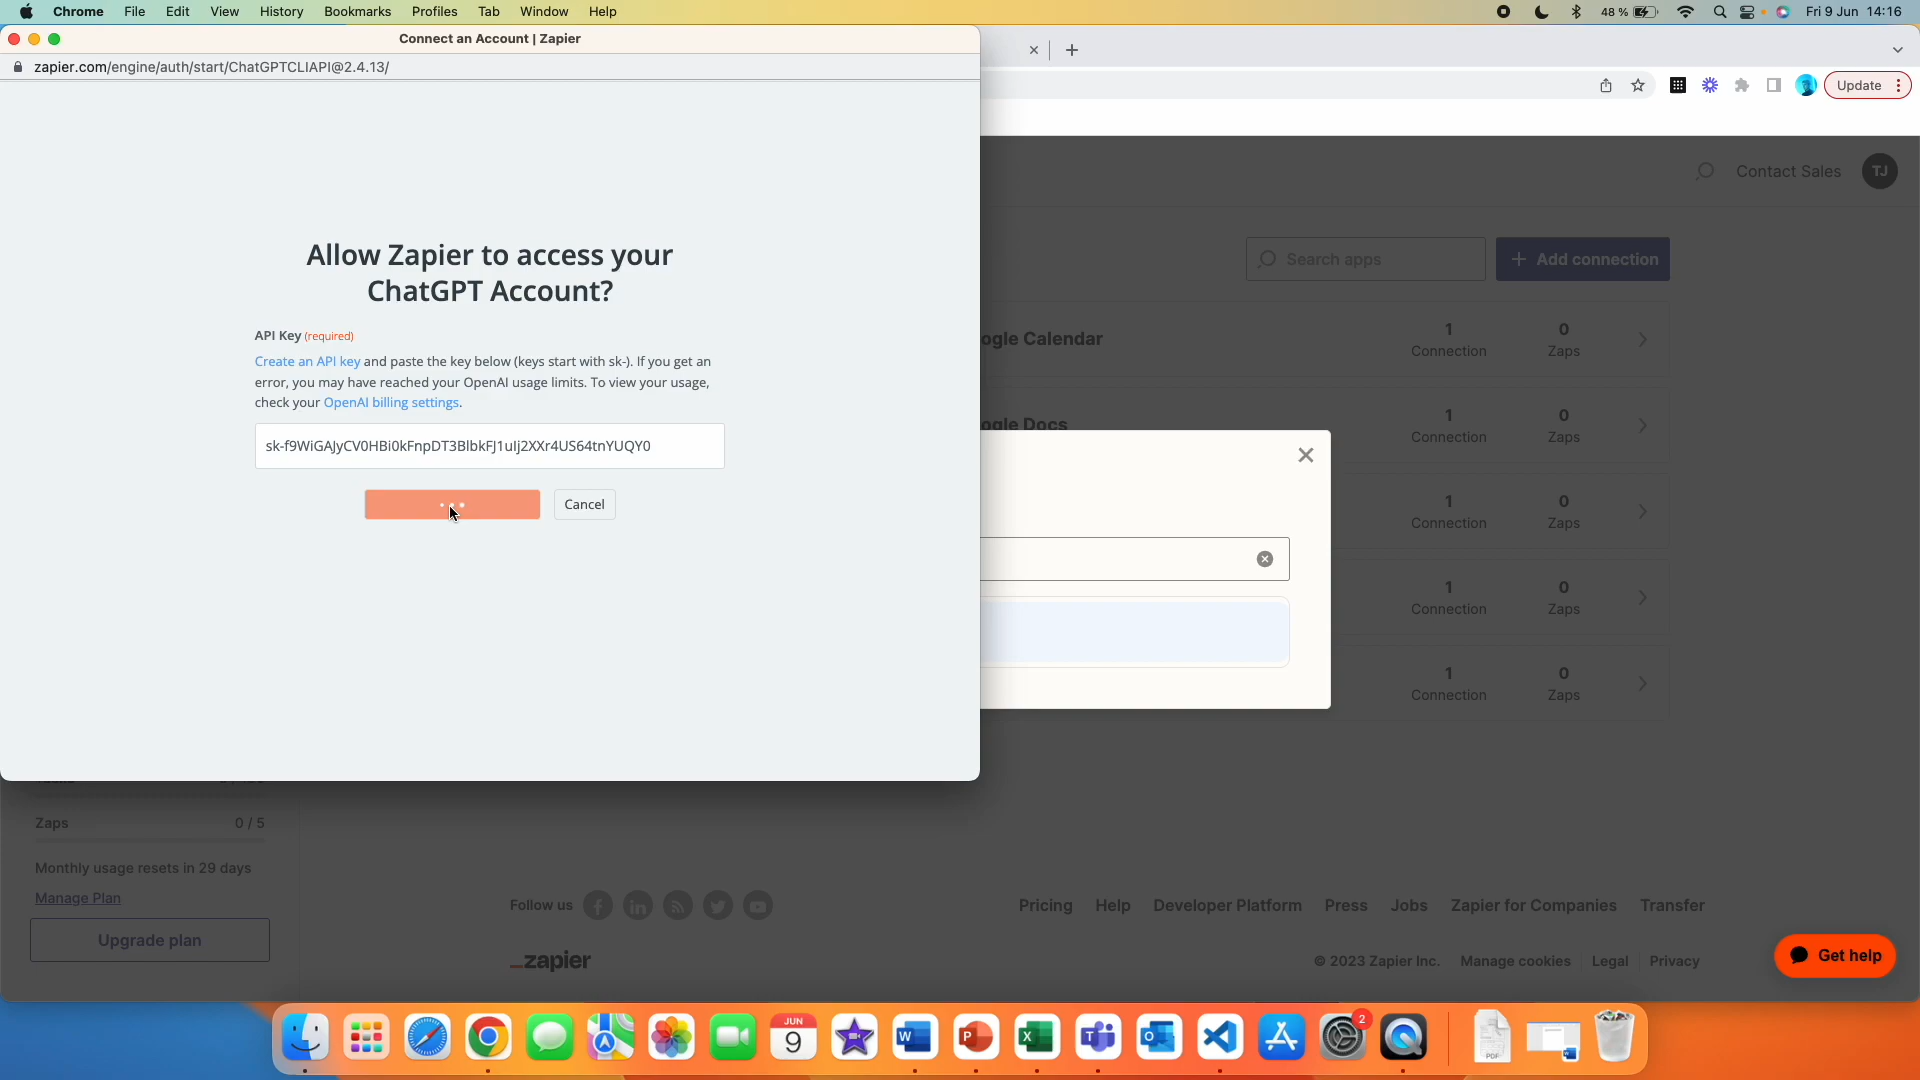 Chrome File Edit View History Bookmarks Profiles Tab Window Help
48 % Fri 9 Jun 14:16
Connect an Account | Zapier
zapier.com/engine/auth/start/ChatGPTCLIAPI@2.4.13/
Update
Contact Sales TJ
Allow Zapier to access your
ChatGPT Account?
API Key (required)
Create an API key and paste the key below (keys start with sk-). If you get an
error, you may have reached your OpenAI usage limits. To view your usage,
check your OpenAI billing settings.
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
Cancel
Search apps
+ Add connection
ogle Calendar
1 0
Connection Zaps
ogle Docs
1 0
Connection Zaps
1 0
Connection Zaps
1 0
Connection Zaps
1 0
Connection Zaps
Zaps 0 / 5
Monthly usage resets in 29 days
Manage Plan
Upgrade plan
Follow us
Pricing Help Developer Platform Press Jobs Zapier for Companies Transfer
_zapier
© 2023 Zapier Inc. Manage cookies Legal Privacy
Get help
JUN
9
2
PDF